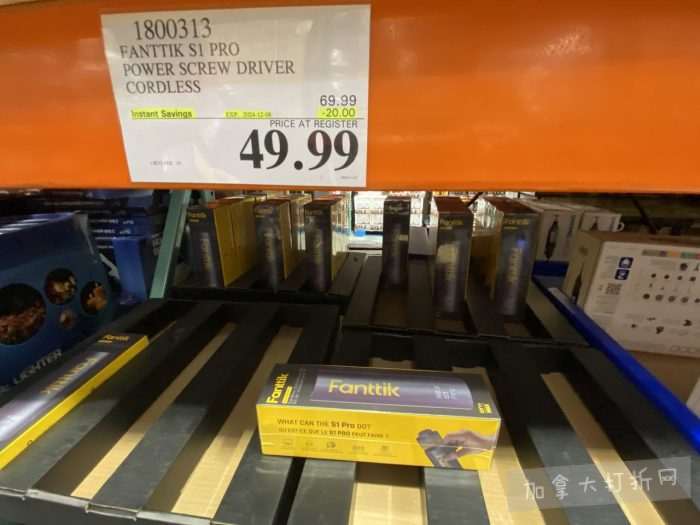 1800313
FANTTIK S1 PRO
POWER SCREW DRIVER
CORDLESS
69.99
Instant Savings
-20.00
PRICE AT REGISTER
49.99
LIGHTER
Fanttik
Fanttik
Fanttik
WHAT CAN THE S1 Pro DO?
QU'EST-CE QUE LE S1 PRO PEUT FAIRE ?
加拿大打折网